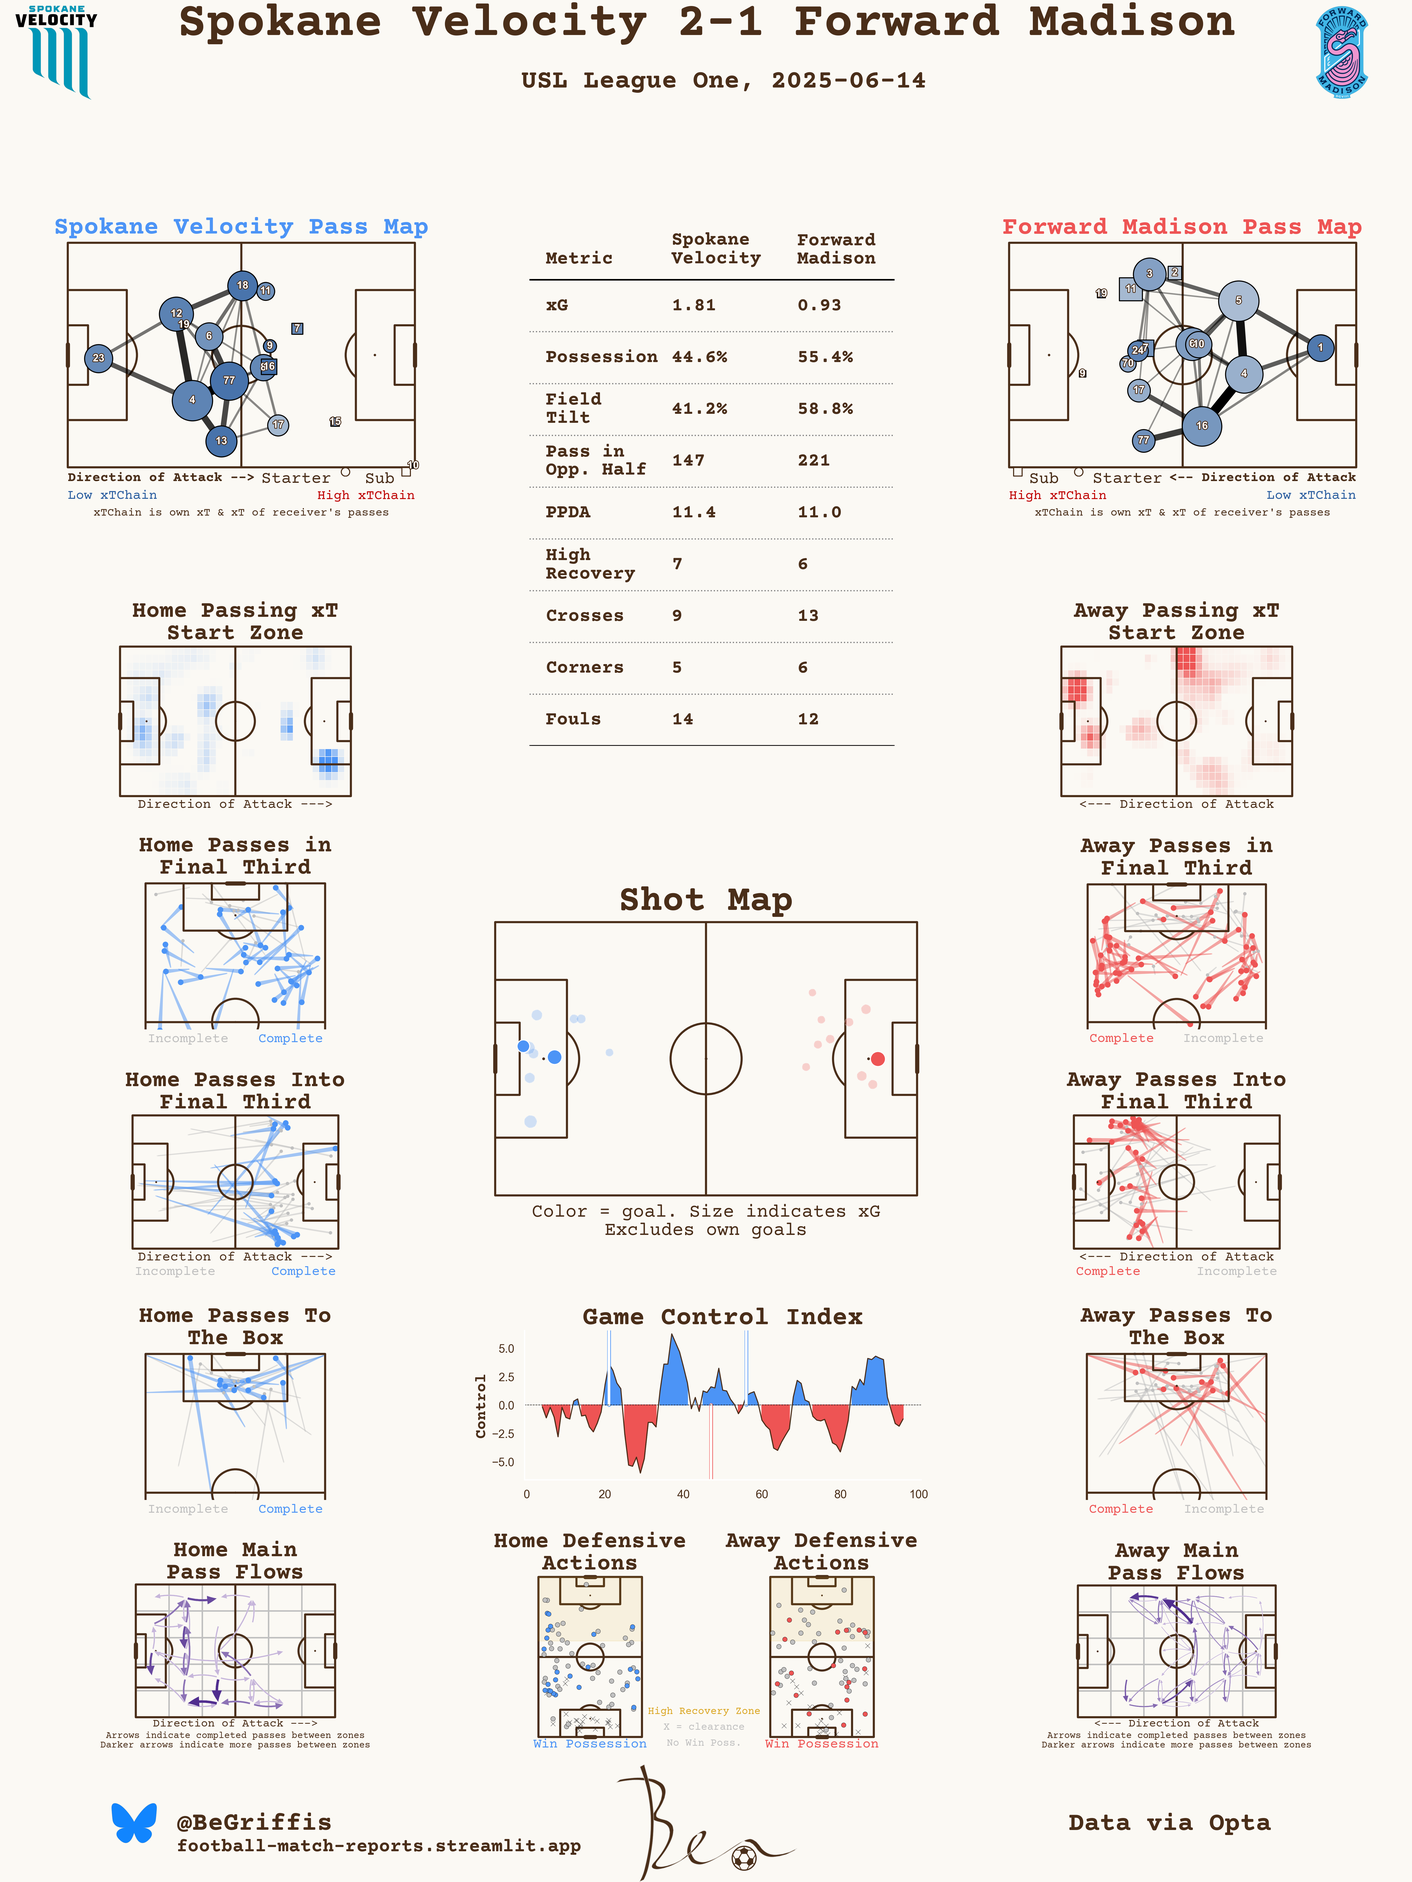 Spokane Velocity 2-1 Forward Madison
USL League One, 2025-06-14
SPOKANE
VELOCITY
FORWARD
MADISON
Spokane Velocity Pass Map
18
11
12
19
6
7
9
23
8
16
77
4
17
15
13
10
Direction of Attack --> Starter Sub
Low xTChain High xTChain
xTChain is own xT & xT of receiver's passes
Metric Spokane Velocity Forward Madison
xG 1.81 0.93
Possession 44.6% 55.4%
Field Tilt 41.2% 58.8%
Pass in Opp. Half 147 221
PPDA 11.4 11.0
High Recovery 7 6
Crosses 9 13
Corners 5 6
Fouls 14 12
Forward Madison Pass Map
3
2
11
19
5
6
10
24
7
1
70
9
4
17
16
77
Sub Starter <-- Direction of Attack
High xTChain Low xTChain
xTChain is own xT & xT of receiver's passes
Home Passing xT
Start Zone
Direction of Attack --->
Away Passing xT
Start Zone
<--- Direction of Attack
Home Passes in
Final Third
Incomplete Complete
Away Passes in
Final Third
Complete Incomplete
Shot Map
Color = goal. Size indicates xG
Excludes own goals
Home Passes Into
Final Third
Direction of Attack --->
Incomplete Complete
Away Passes Into
Final Third
<--- Direction of Attack
Complete Incomplete
Home Passes To
The Box
Incomplete Complete
Game Control Index
Control
5.0
2.5
0.0
−2.5
−5.0
0 20 40 60 80 100
Away Passes To
The Box
Complete Incomplete
Home Main
Pass Flows
Direction of Attack --->
Arrows indicate completed passes between zones
Darker arrows indicate more passes between zones
Home Defensive
Actions
Win Possession
High Recovery Zone
X = clearance
No Win Poss.
Away Defensive
Actions
Win Possession
Away Main
Pass Flows
<--- Direction of Attack
Arrows indicate completed passes between zones
Darker arrows indicate more passes between zones
@BeGriffis
football-match-reports.streamlit.app
Ben
Data via Opta